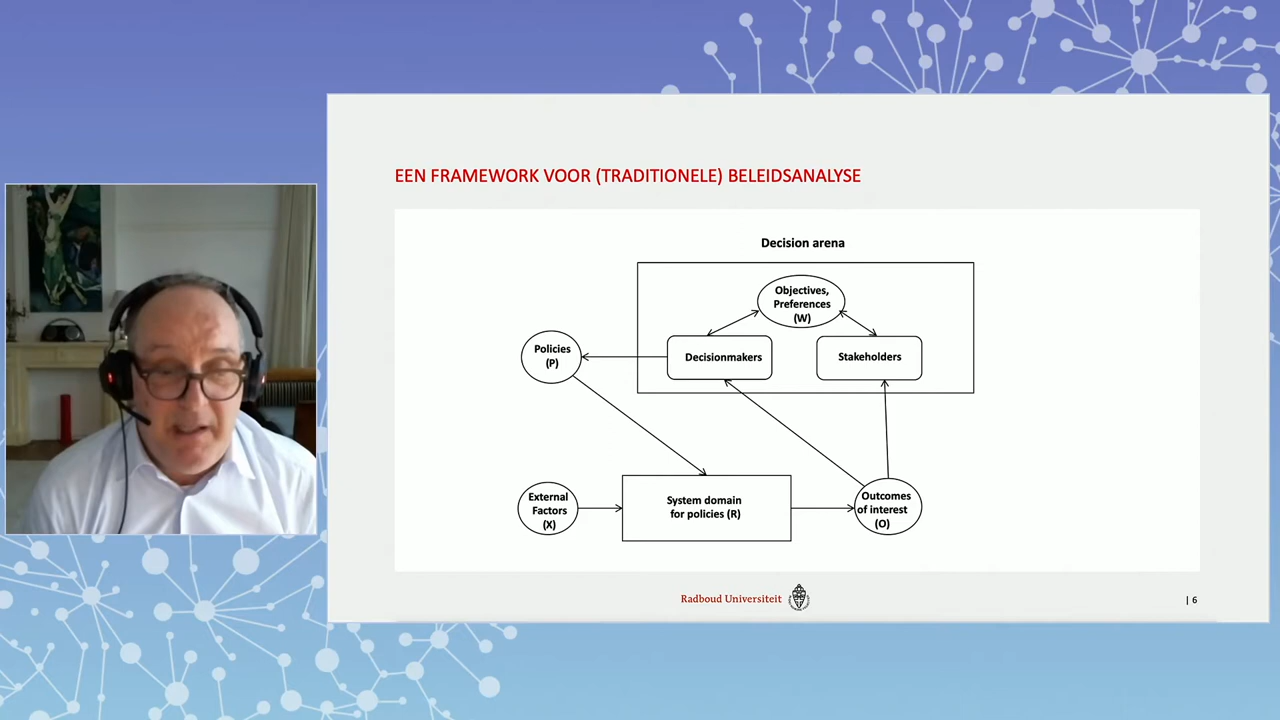 EEN FRAMEWORK VOOR (TRADITIONELE) BELEIDSANALYSE
Decision arena
Objectives,
Preferences
(W)
Policies
(P)
Decisionmakers
Stakeholders
External
Factors
(X)
System domain
for policies (R)
Outcomes
of interest
(O)
Radboud Universiteit
| 6